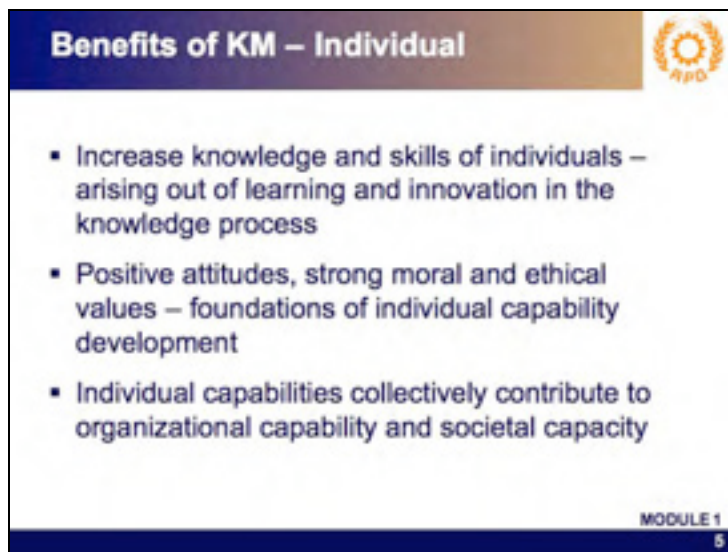 Benefits of KM – Individual
APO
▪ Increase knowledge and skills of individuals –
arising out of learning and innovation in the
knowledge process
▪ Positive attitudes, strong moral and ethical
values – foundations of individual capability
development
▪ Individual capabilities collectively contribute to
organizational capability and societal capacity
MODULE 1